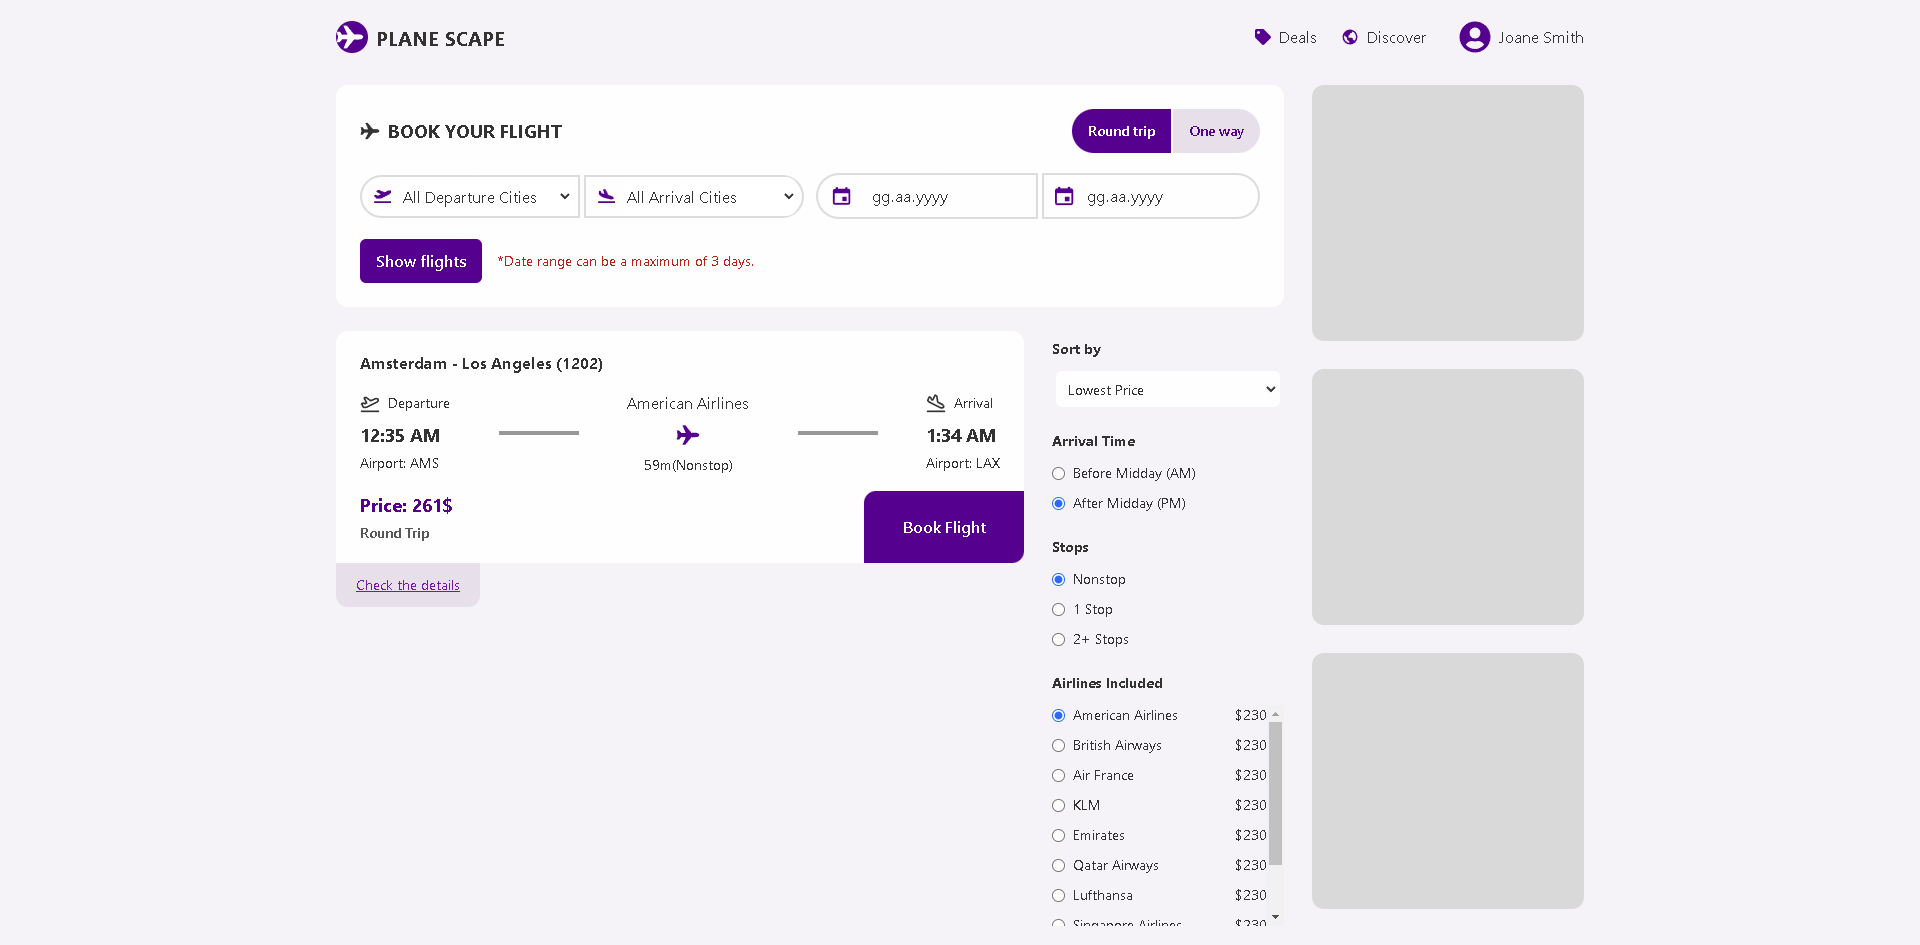 PLANE SCAPE
Deals
Discover
Joane Smith
BOOK YOUR FLIGHT
Round trip
One way
All Departure Cities
All Arrival Cities
gg.aa.yyyy
gg.aa.yyyy
Show flights
*Date range can be a maximum of 3 days.
Amsterdam - Los Angeles (1202)
Departure
American Airlines
Arrival
12:35 AM
1:34 AM
Airport: AMS
59m(Nonstop)
Airport: LAX
Price: 261$
Round Trip
Book Flight
Check the details
Sort by
Lowest Price
Arrival Time
Before Midday (AM)
After Midday (PM)
Stops
Nonstop
1 Stop
2+ Stops
Airlines Included
American Airlines $230
British Airways $230
Air France $230
KLM $230
Emirates $230
Qatar Airways $230
Lufthansa $230
Singapore Airlines $230